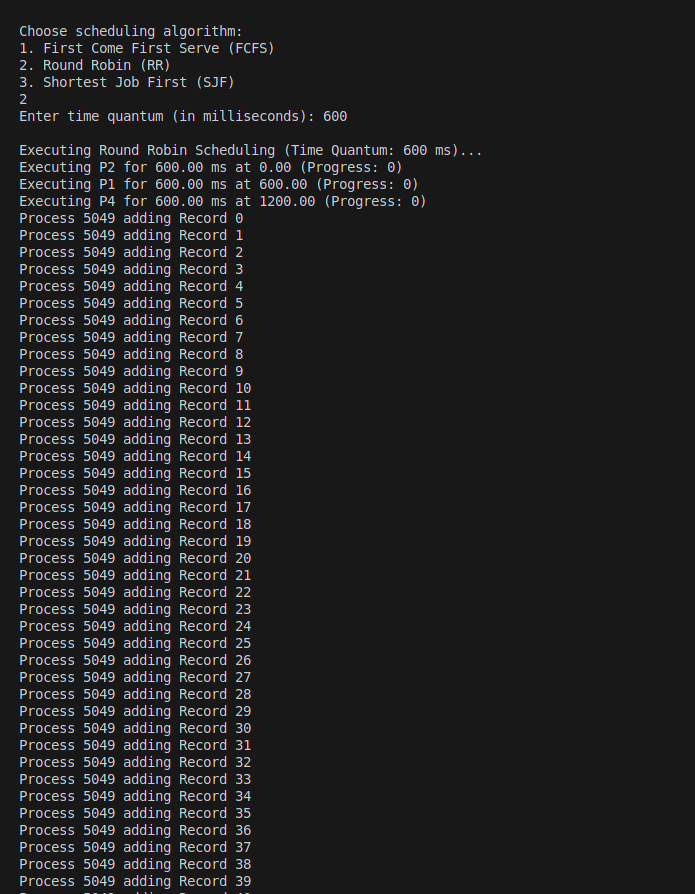 Choose scheduling algorithm:
1. First Come First Serve (FCFS)
2. Round Robin (RR)
3. Shortest Job First (SJF)
2
Enter time quantum (in milliseconds): 600
Executing Round Robin Scheduling (Time Quantum: 600 ms)...
Executing P2 for 600.00 ms at 0.00 (Progress: 0)
Executing P1 for 600.00 ms at 600.00 (Progress: 0)
Executing P4 for 600.00 ms at 1200.00 (Progress: 0)
Process 5049 adding Record 0
Process 5049 adding Record 1
Process 5049 adding Record 2
Process 5049 adding Record 3
Process 5049 adding Record 4
Process 5049 adding Record 5
Process 5049 adding Record 6
Process 5049 adding Record 7
Process 5049 adding Record 8
Process 5049 adding Record 9
Process 5049 adding Record 10
Process 5049 adding Record 11
Process 5049 adding Record 12
Process 5049 adding Record 13
Process 5049 adding Record 14
Process 5049 adding Record 15
Process 5049 adding Record 16
Process 5049 adding Record 17
Process 5049 adding Record 18
Process 5049 adding Record 19
Process 5049 adding Record 20
Process 5049 adding Record 21
Process 5049 adding Record 22
Process 5049 adding Record 23
Process 5049 adding Record 24
Process 5049 adding Record 25
Process 5049 adding Record 26
Process 5049 adding Record 27
Process 5049 adding Record 28
Process 5049 adding Record 29
Process 5049 adding Record 30
Process 5049 adding Record 31
Process 5049 adding Record 32
Process 5049 adding Record 33
Process 5049 adding Record 34
Process 5049 adding Record 35
Process 5049 adding Record 36
Process 5049 adding Record 37
Process 5049 adding Record 38
Process 5049 adding Record 39